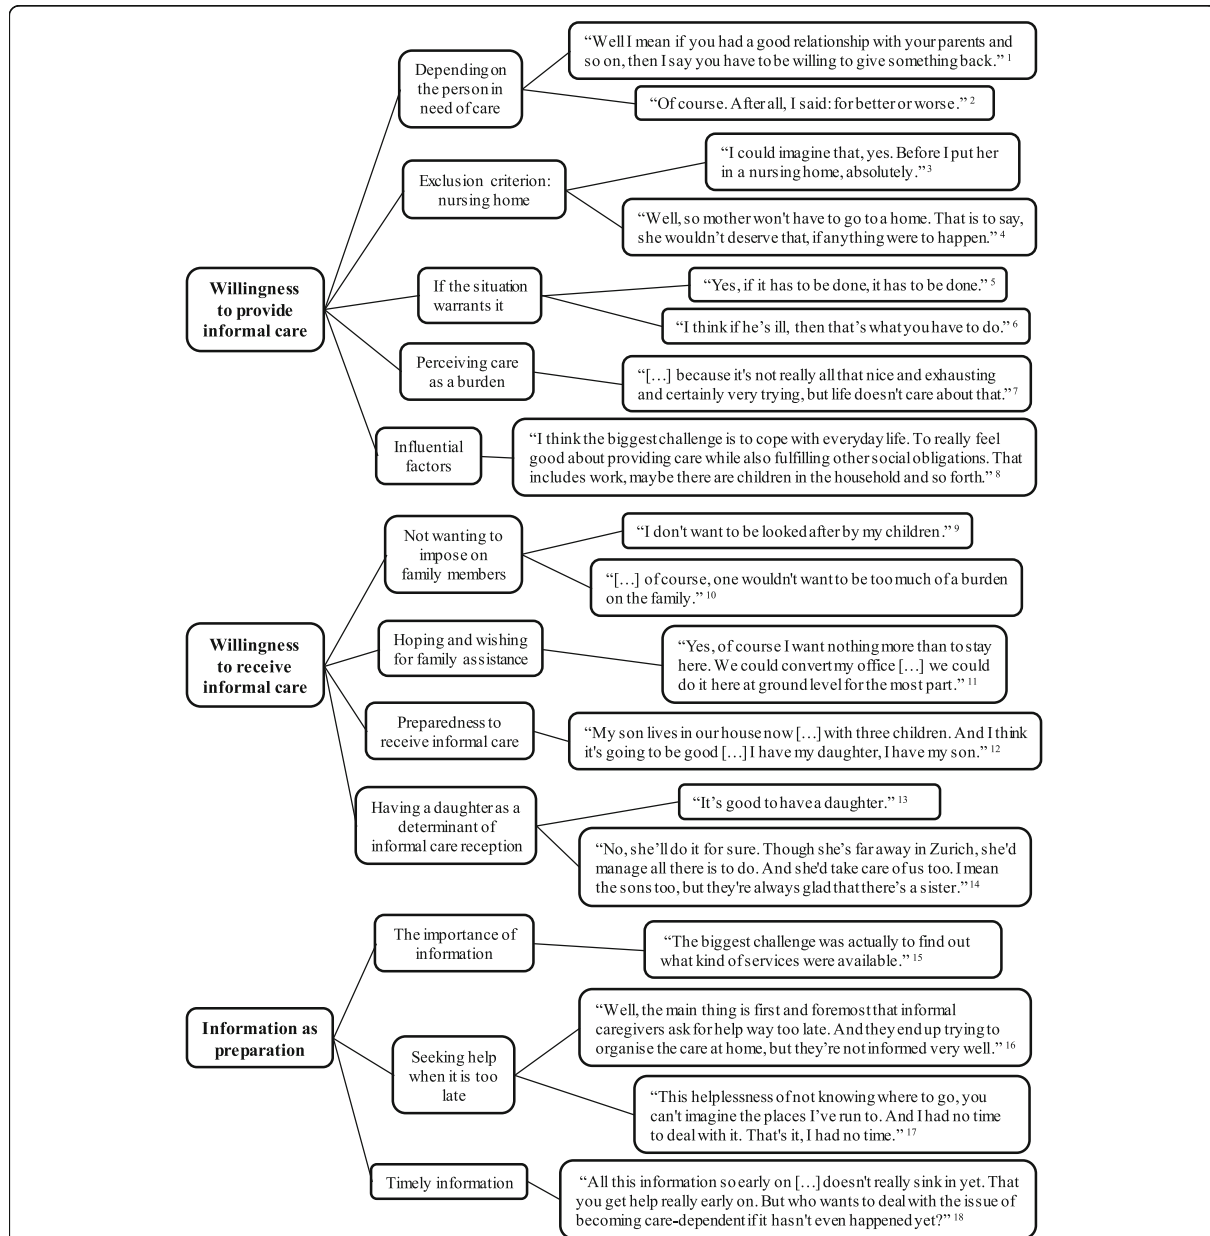 Willingness
to provide
informal care
Depending on
the person in
need of care
“Well I mean if you had a good relationship with your parents and
so on, then I say you have to be willing to give something back.” 1
“Of course. After all, I said: for better or worse.” 2
Exclusion criterion:
nursing home
“I could imagine that, yes. Before I put her
in a nursing home, absolutely.” 3
“Well, so mother won't have to go to a home. That is to say,
she wouldn’t deserve that, if anything were to happen.” 4
If the situation
warrants it
“Yes, if it has to be done, it has to be done.” 5
“I think if he’s ill, then that’s what you have to do.” 6
Perceiving care
as a burden
“[…] because it's not really all that nice and exhausting
and certainly very trying, but life doesn't care about that.” 7
Influential
factors
“I think the biggest challenge is to cope with everyday life. To really feel
good about providing care while also fulfilling other social obligations. That
includes work, maybe there are children in the household and so forth.” 8
Willingness
to receive
informal care
Not wanting to
impose on
family members
“I don't want to be looked after by my children.” 9
“[…] of course, one wouldn't want to be too much of a burden
on the family.” 10
Hoping and wishing
for family assistance
“Yes, of course I want nothing more than to stay
here. We could convert my office […] we could
do it here at ground level for the most part.” 11
Preparedness to
receive informal care
“My son lives in our house now […] with three children. And I think
it's going to be good […] I have my daughter, I have my son.” 12
Having a daughter as a
determinant of
informal care reception
“It’s good to have a daughter.” 13
“No, she’ll do it for sure. Though she’s far away in Zurich, she'd
manage all there is to do. And she'd take care of us too. I mean
the sons too, but they're always glad that there’s a sister.” 14
Information as
preparation
The importance of
information
“The biggest challenge was actually to find out
what kind of services were available.” 15
Seeking help
when it is too
late
“Well, the main thing is first and foremost that informal
caregivers ask for help way too late. And they end up trying to
organise the care at home, but they’re not informed very well.” 16
“This helplessness of not knowing where to go, you
can't imagine the places I’ve run to. And I had no time
to deal with it. That's it, I had no time.” 17
Timely information
“All this information so early on […] doesn't really sink in yet. That
you get help really early on. But who wants to deal with the issue of
becoming care-dependent if it hasn't even happened yet?” 18